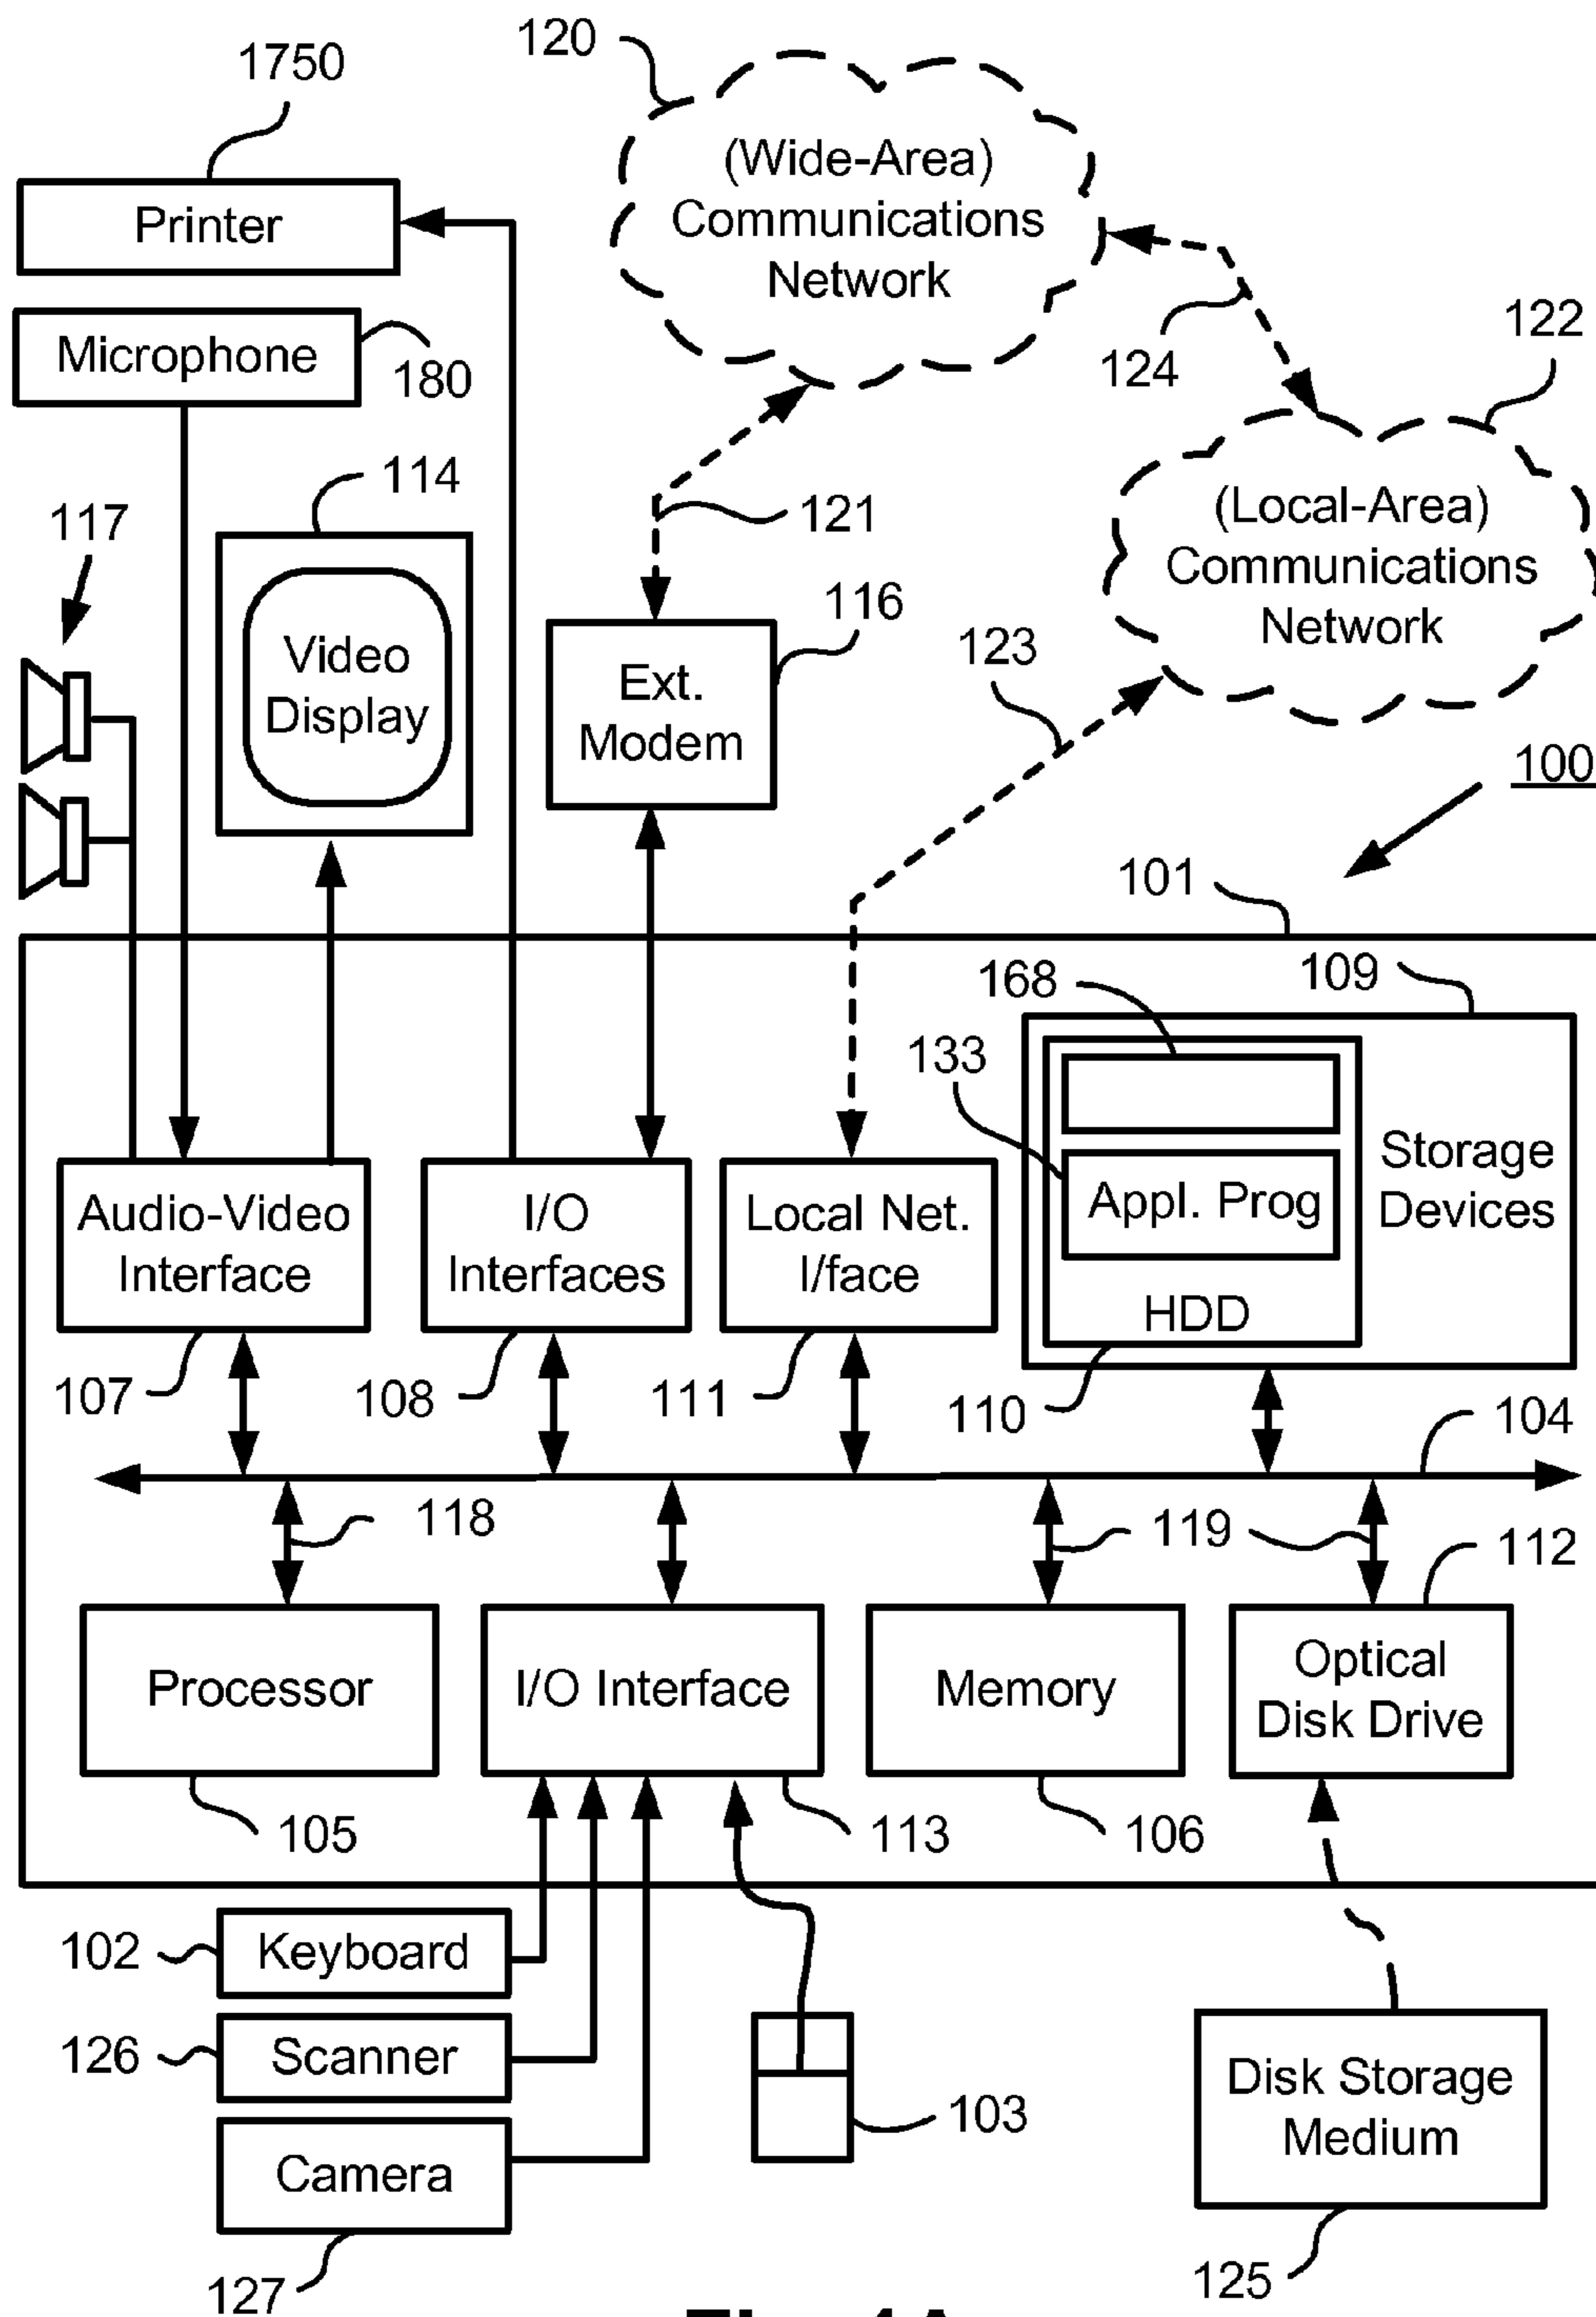 1750
120
(Wide-Area)
Communications
Network
Printer
Microphone
180
124
122
114
117
121
(Local-Area)
Communications
Network
Video
Display
116
Ext.
Modem
123
100
101
109
168
133
Storage
Devices
Appl. Prog
HDD
Audio-Video
Interface
I/O
Interfaces
Local Net.
I/face
107
108
111
110
104
118
119
112
Processor
I/O Interface
Memory
Optical
Disk Drive
105
113
106
102
Keyboard
126
Scanner
Camera
127
103
Disk Storage
Medium
125